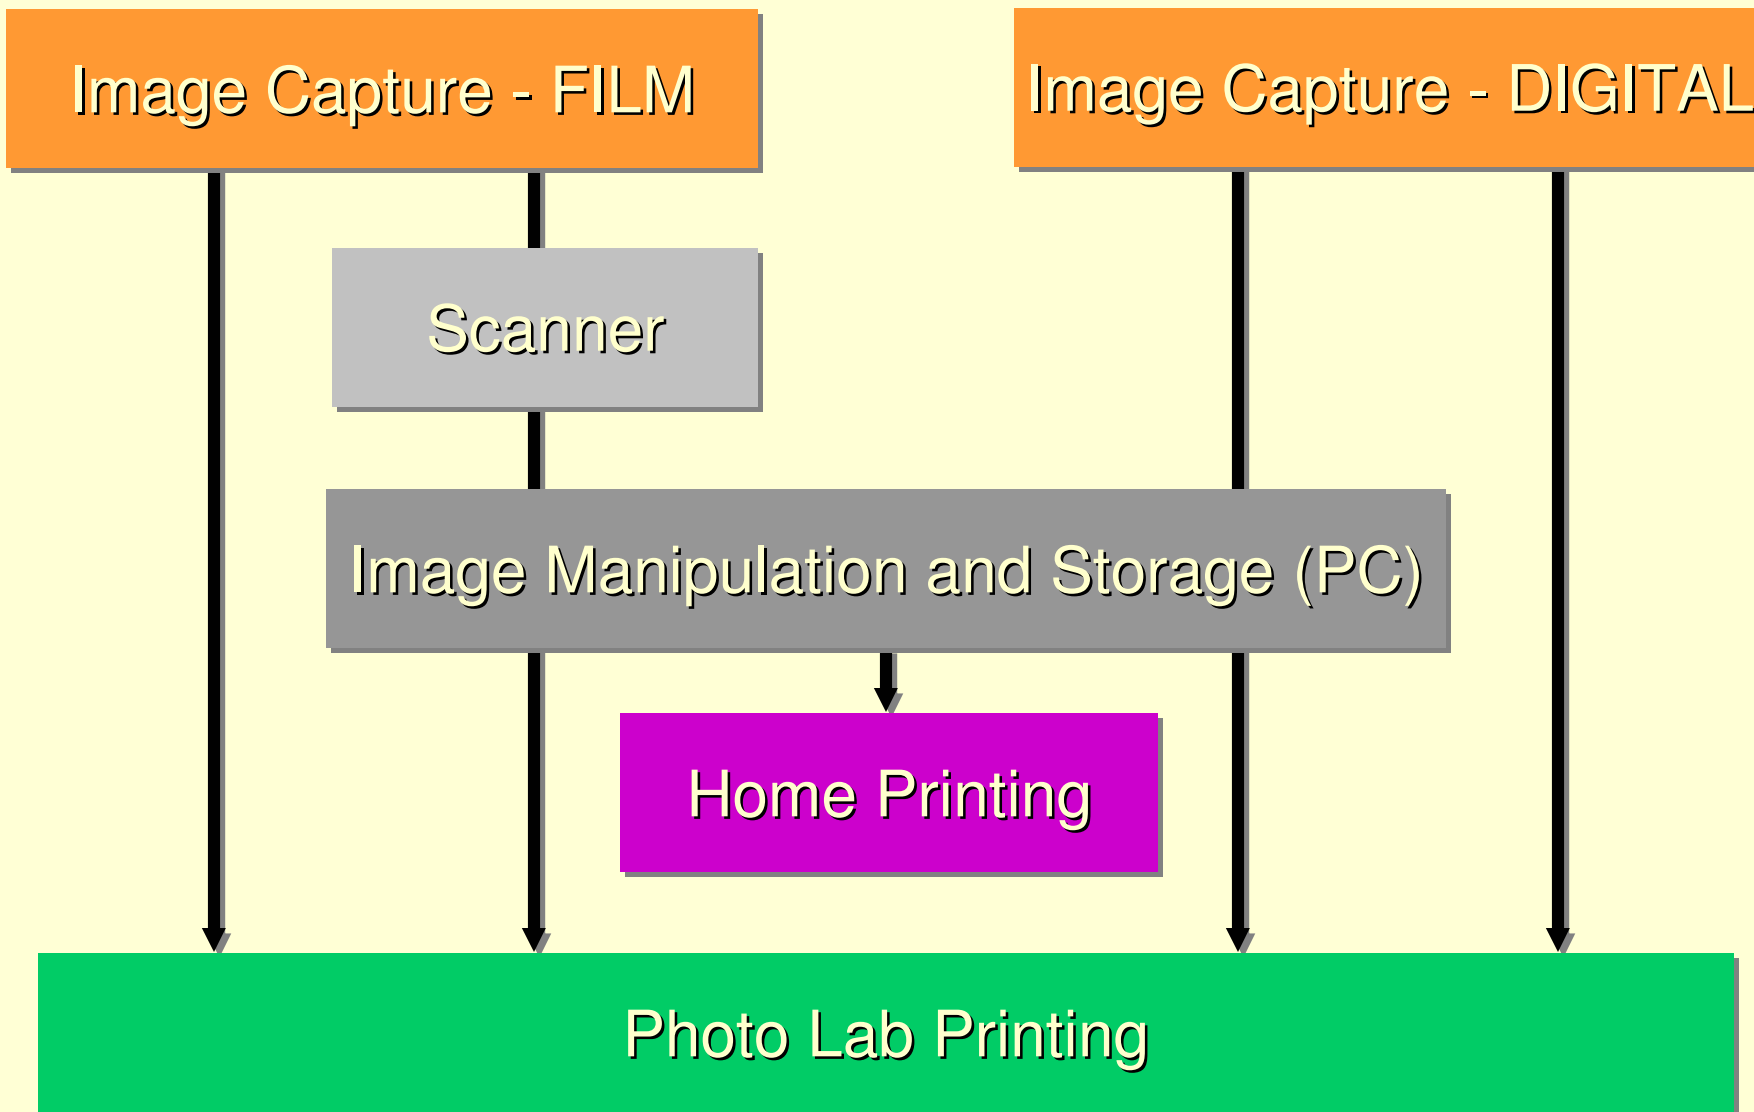 Image Capture - FILM
Image Capture - DIGITAL
Scanner
Image Manipulation and Storage (PC)
Home Printing
Photo Lab Printing